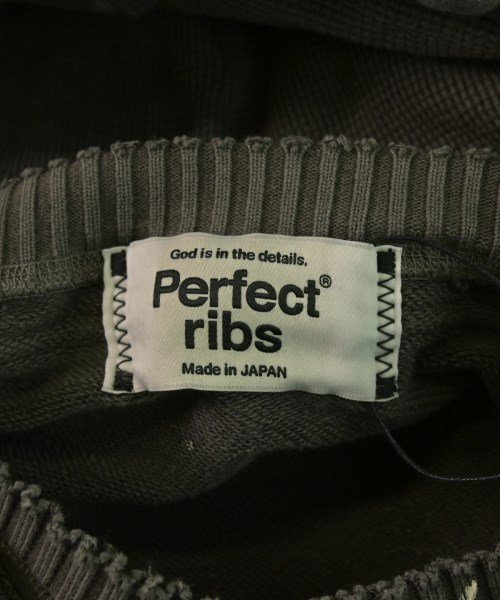 God is in the details.
Perfect®
ribs
Made in JAPAN